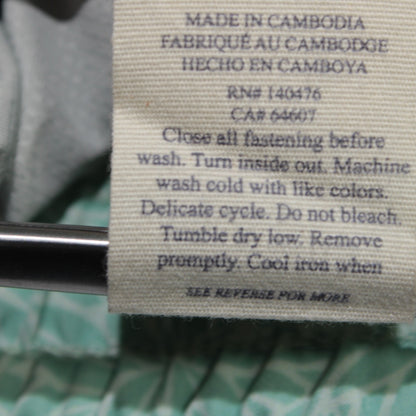 MADE IN CAMBODIA
FABRIQUÉ AU CAMBODGE
HECHO EN CAMBOYA
RN# 140476
CA# 64607
Close all fastening before
wash. Turn inside out. Machine
wash cold with like colors.
Delicate cycle. Do not bleach.
Tumble dry low. Remove
promptly. Cool iron when
SEE REVERSE FOR MORE